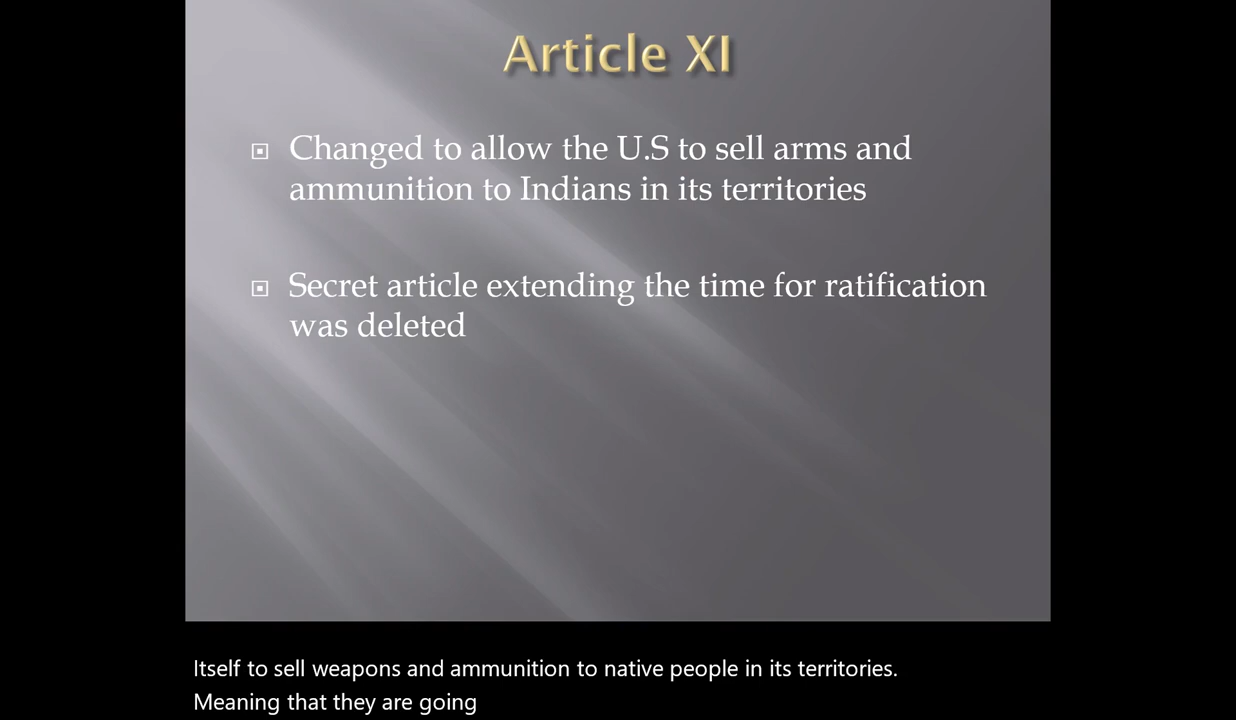 Article XI
Changed to allow the U.S to sell arms and
ammunition to Indians in its territories
Secret article extending the time for ratification
was deleted
Itself to sell weapons and ammunition to native people in its territories.
Meaning that they are going